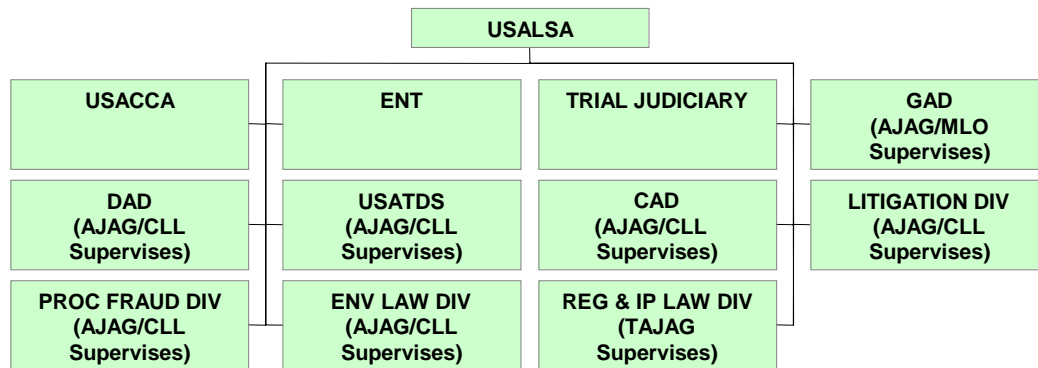 USALSA
USACCA
ENT
TRIAL JUDICIARY
GAD
(AJAG/MLO
Supervises)
DAD
(AJAG/CLL
Supervises)
USATDS
(AJAG/CLL
Supervises)
CAD
(AJAG/CLL
Supervises)
LITIGATION DIV
(AJAG/CLL
Supervises)
PROC FRAUD DIV
(AJAG/CLL
Supervises)
ENV LAW DIV
(AJAG/CLL
Supervises)
REG & IP LAW DIV
(TAJAG
Supervises)